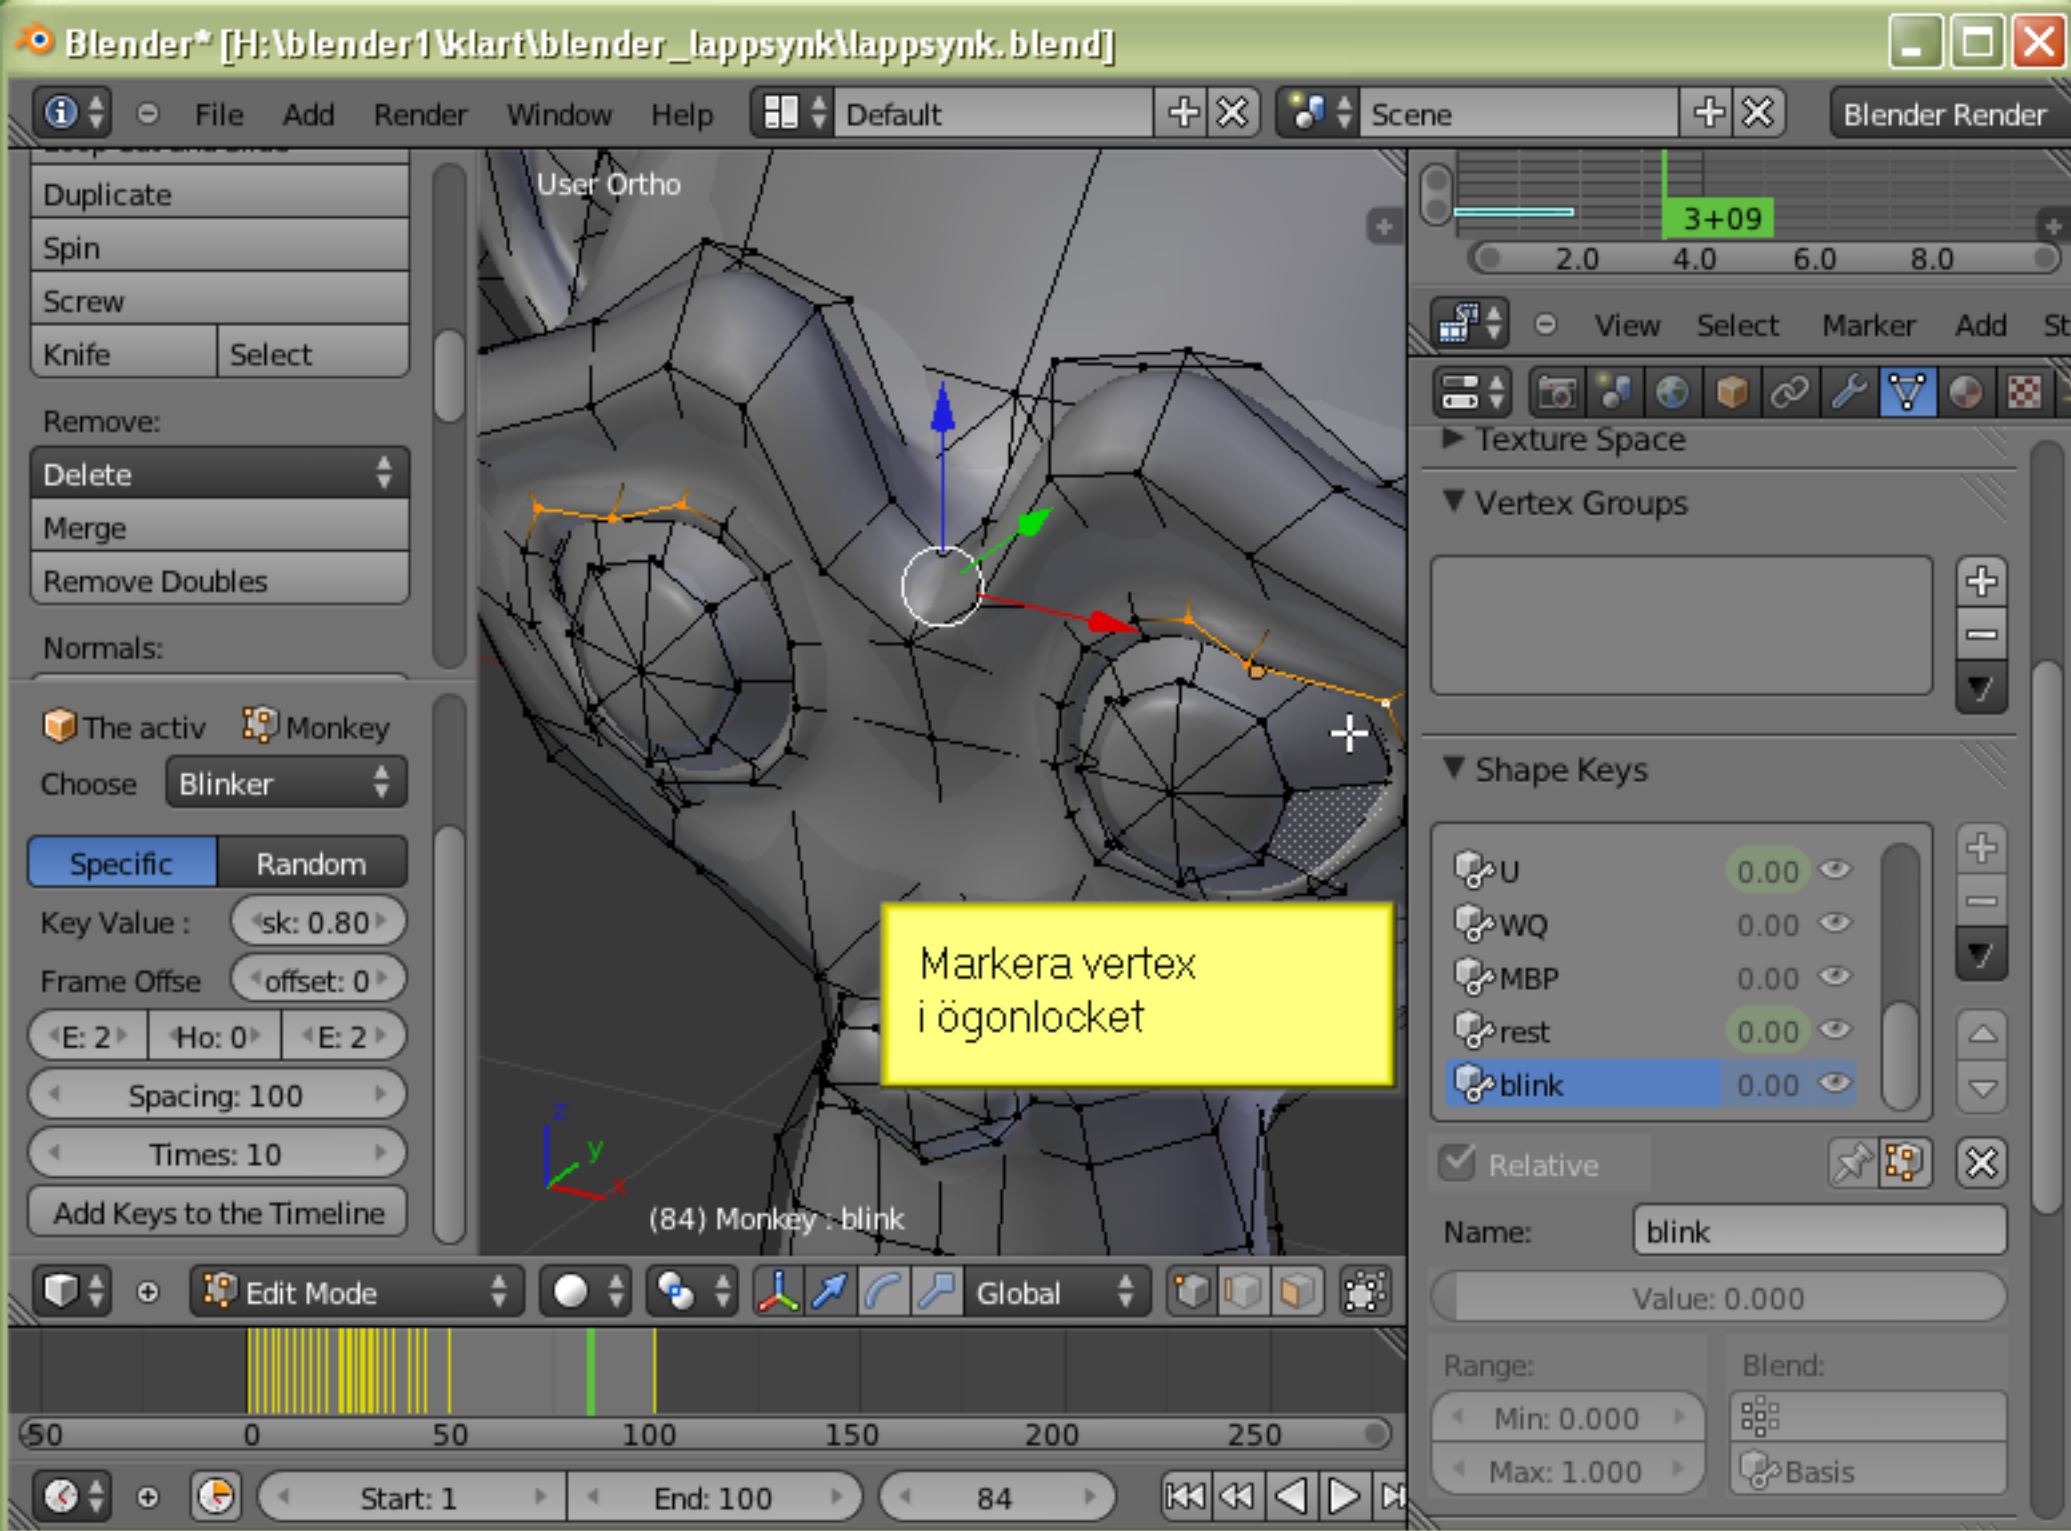 Blender* [H:\blender1\klart\blender_lappsynk\lappsynk.blend]
File Add Render Window Help Default Scene Blender Render
Duplicate
Spin
Screw
Knife Select
Remove:
Delete
Merge
Remove Doubles
Normals:
The activ Monkey
Choose Blinker
Specific Random
Key Value : sk: 0.80
Frame Offse offset: 0
E: 2 Ho: 0 E: 2
Spacing: 100
Times: 10
Add Keys to the Timeline
User Ortho
Markera vertex
i ögonlocket
z
y
x
(84) Monkey : blink
Edit Mode Global
50 0 50 100 150 200 250
Start: 1 End: 100 84
3+09
2.0 4.0 6.0 8.0
View Select Marker Add St
Texture Space
Vertex Groups
Shape Keys
U 0.00
WQ 0.00
MBP 0.00
rest 0.00
blink 0.00
Relative
Name: blink
Value: 0.000
Range: Blend:
Min: 0.000
Max: 1.000 Basis